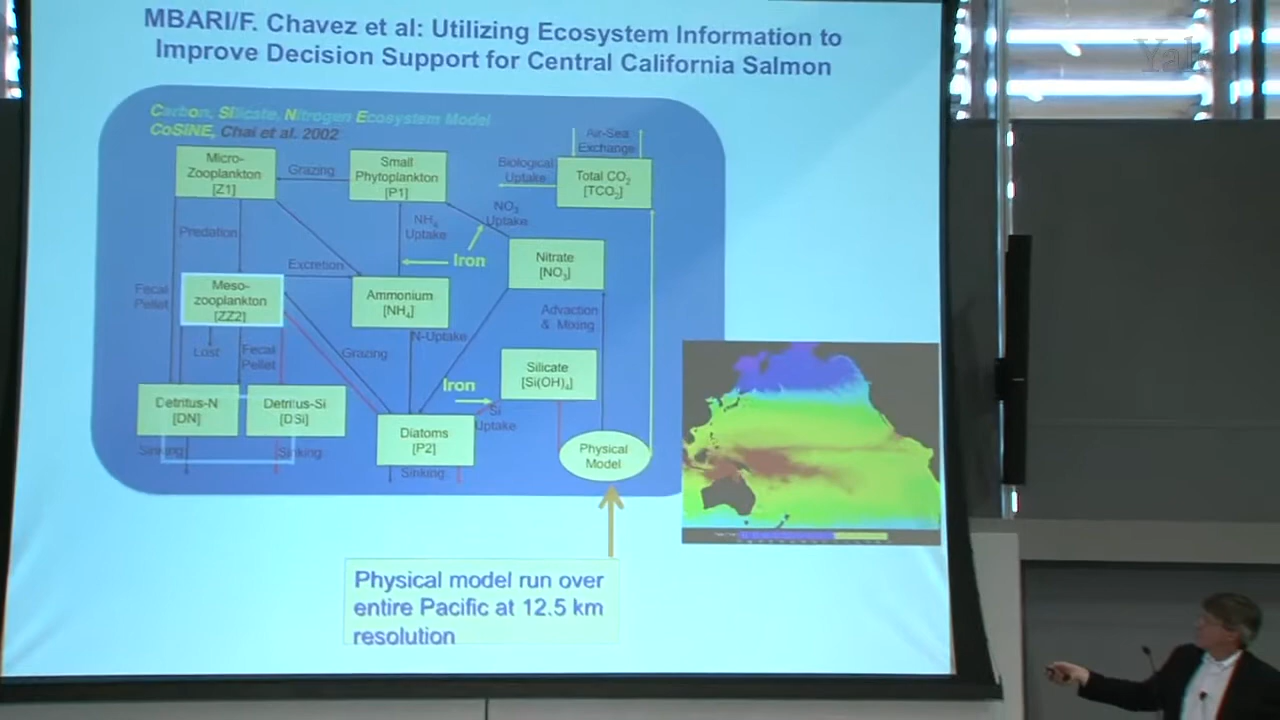 MBARI/F. Chavez et al: Utilizing Ecosystem Information to
Improve Decision Support for Central California Salmon
Carbon, Silicate, Nitrogen Ecosystem Model
CoSINE, Chai et al. 2002
Air-Sea
Exchange
Micro-
Zooplankton
[Z1]
Grazing
Small
Phytoplankton
[P1]
Biological
Uptake
Total CO2
[TCO2]
NO3
Uptake
NH4
Uptake
Predation
Iron
Nitrate
[NO3]
Excretion
Fecal
Pellet
Meso-
zooplankton
[ZZ2]
Ammonium
[NH4]
Advaction
& Mixing
N-Uptake
Lost
Fecal
Pellet
Grazing
Silicate
[Si(OH)4]
Iron
Si
Uptake
Detritus-N
[DN]
Detritus-Si
[DSi]
Diatoms
[P2]
Physical
Model
Sinking
Sinking
Sinking
Physical model run over
entire Pacific at 12.5 km
resolution